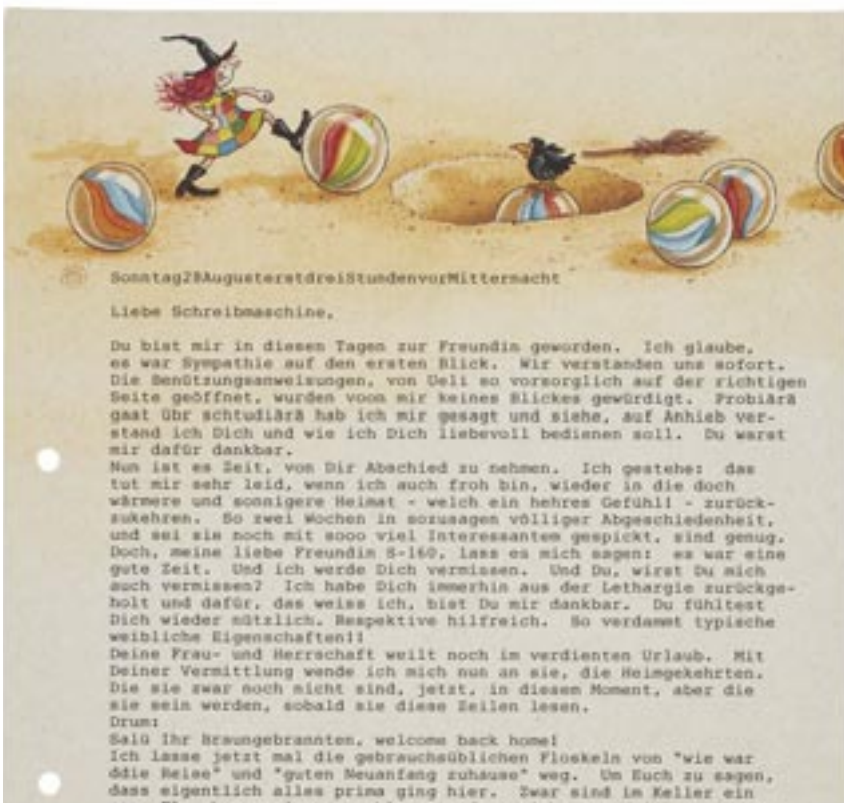 Sonntag28AugusterstdreiStundenvorMitternacht
Liebe Schreibmaschine,
Du bist mir in diesen Tagen zur Freundin geworden. Ich glaube,
es war Sympathie auf den ersten Blick. Wir verstanden uns sofort.
Die Benützungsanweisungen, von Ueli so vorsorglich auf der richtigen
Seite geöffnet, wurden voon mir keines Blickes gewürdigt. Probiärä
gaat übr schtudiärä hab ich mir gesagt und siehe, auf Anhieb ver-
stand ich Dich und wie ich Dich liebevoll bedienen soll. Du warst
mir dafür dankbar.
Nun ist es Zeit, von Dir Abschied zu nehmen. Ich gestehe: das
tut mir sehr leid, wenn ich auch froh bin, wieder in die doch
wärmere und sonnigere Heimat - welch ein hehres Gefühl! - zurück-
zukehren. So zwei Wochen in sozusagen völliger Abgeschiedenheit,
und sei sie noch mit sooo viel Interessantem gespickt, sind genug.
Doch, meine liebe Freundin S-160, lass es mich sagen: es war eine
gute Zeit. Und ich werde Dich vermissen. Und Du, wirst Du mich
auch vermissen? Ich habe Dich immerhin aus der Lethargie zurückge-
holt und dafür, das weiss ich, bist Du mir dankbar. Du fühltest
Dich wieder nützlich. Respektive hilfreich. So verdammt typische
weibliche Eigenschaften!!
Deine Frau- und Herrschaft weilt noch im verdienten Urlaub. Mit
Deiner Vermittlung wende ich mich nun an sie, die Heimgekehrten.
Die sie zwar noch nicht sind, jetzt, in diesem Moment, aber die
sie sein werden, sobald sie diese Zeilen lesen.
Drum:
Salü Ihr Braungebrannten, welcome back home!
Ich lasse jetzt mal die gebrauchsüblichen Floskeln von "wie war
ddie Reise" und "guten Neuanfang zuhause" weg. Um Euch zu sagen,
dass eigentlich alles prima ging hier. Zwar sind im Keller ein